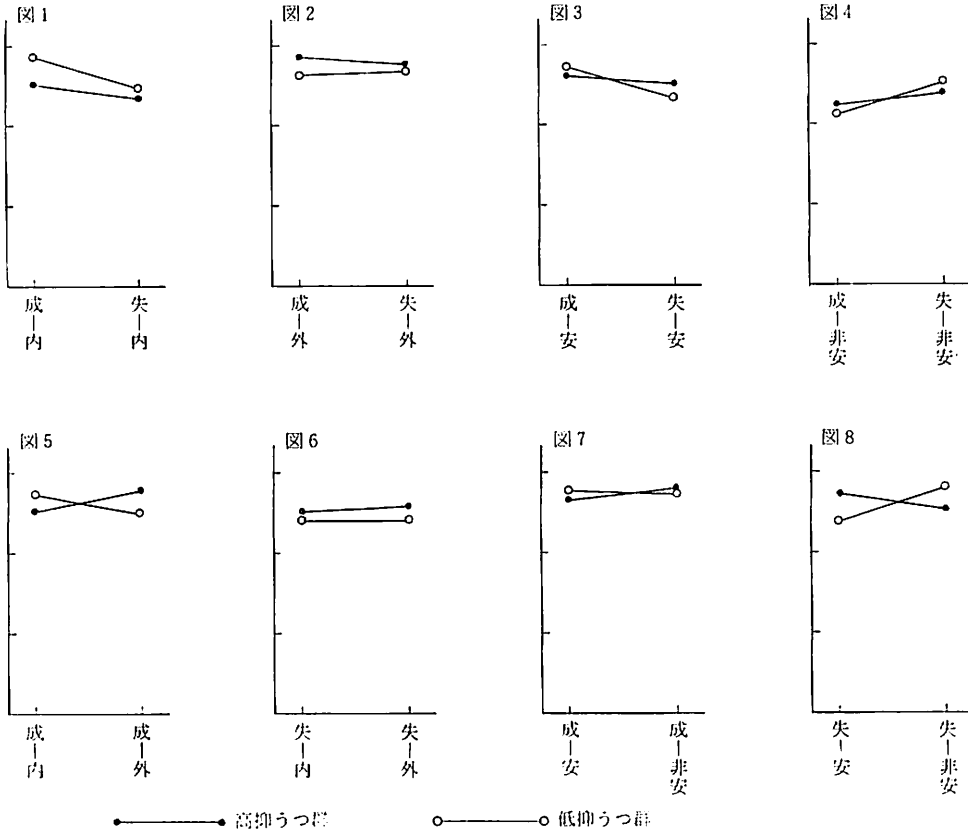 図1
図2
図3
図4
成―内
失―内
成―外
失―外
成―安
失―安
成―非安
失―非安
図5
図6
図7
図8
成―内
成―外
失―内
失―外
成―安
成―非安
失―安
失―非安
高抑うつ群
低抑うつ群